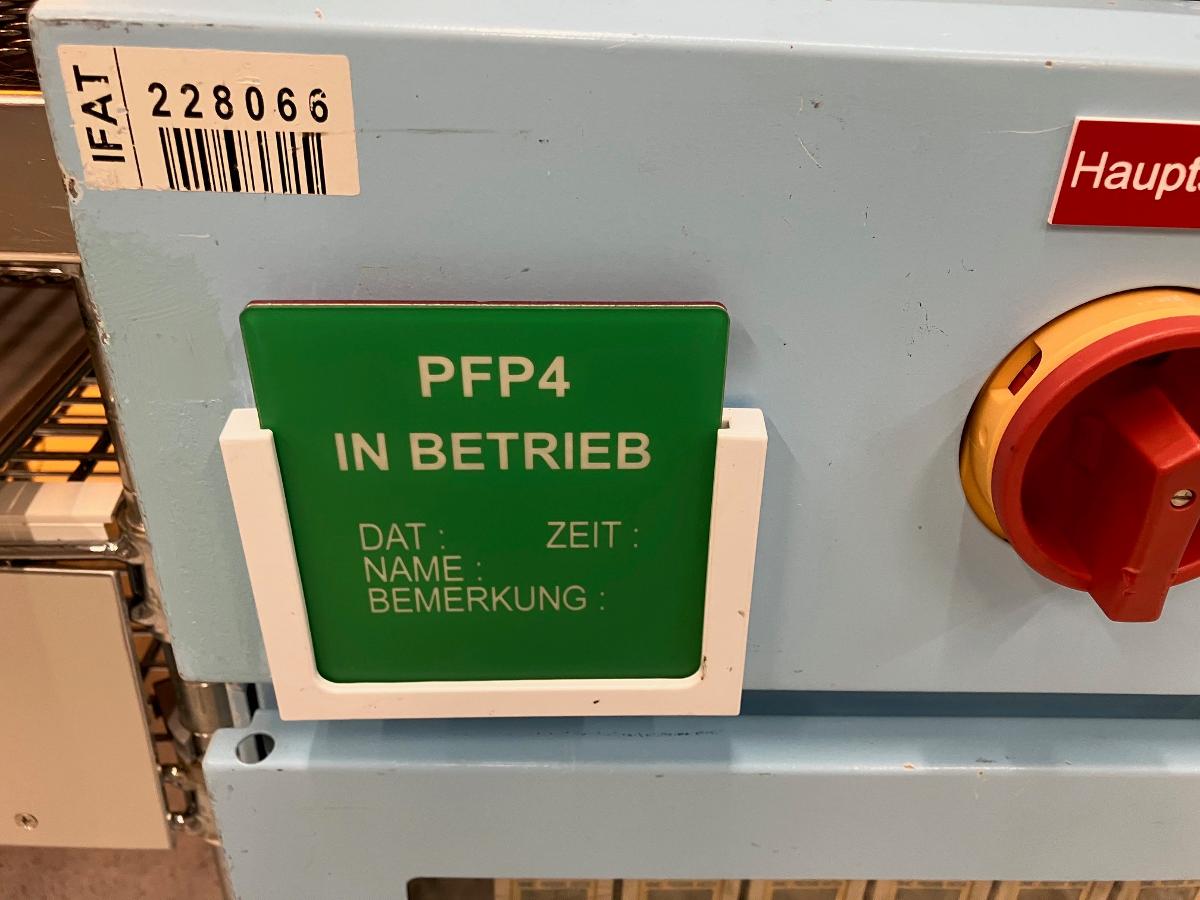 IFAT
228066
Haupt
PFP4
IN BETRIEB
DAT : ZEIT :
NAME :
BEMERKUNG :